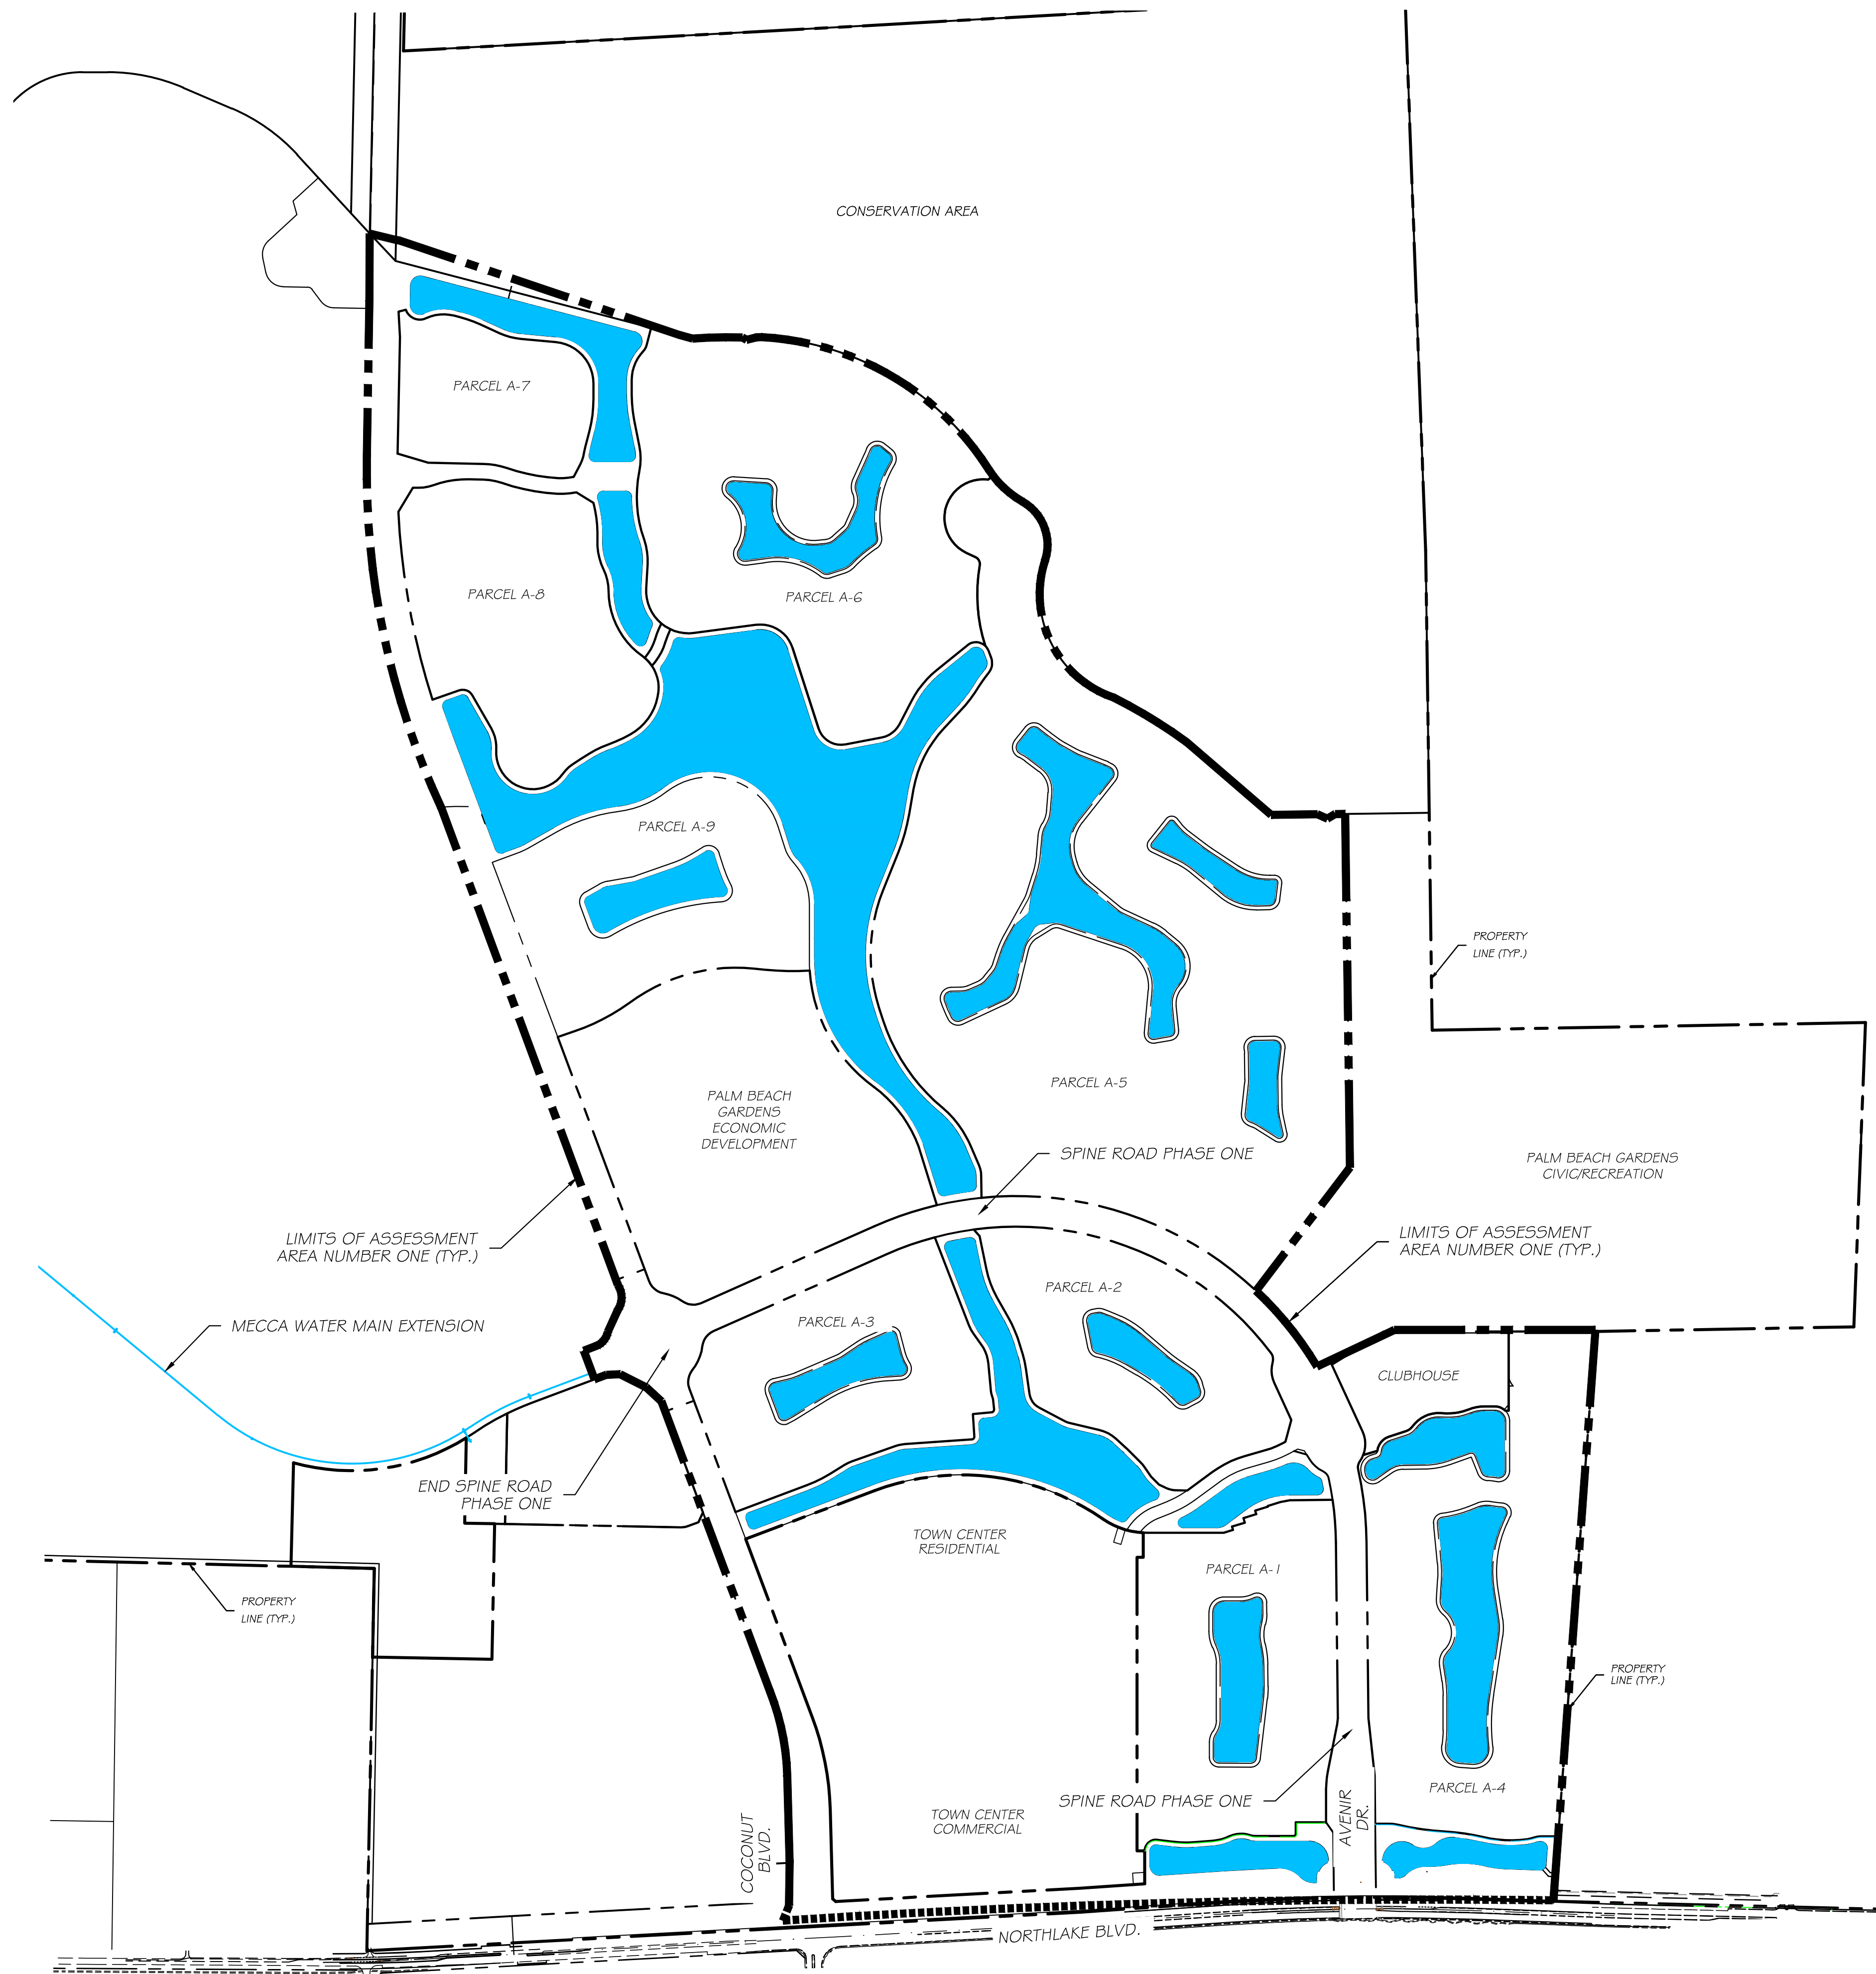 CONSERVATION AREA
PARCEL A-7
PARCEL A-8
PARCEL A-6
PARCEL A-9
PROPERTY
LINE (TYP.)
PARCEL A-5
PALM BEACH
GARDENS
ECONOMIC
DEVELOPMENT
SPINE ROAD PHASE ONE
PALM BEACH GARDENS
CIVIC/RECREATION
LIMITS OF ASSESSMENT
AREA NUMBER ONE (TYP.)
LIMITS OF ASSESSMENT
AREA NUMBER ONE (TYP.)
MECCA WATER MAIN EXTENSION
PARCEL A-3
PARCEL A-2
CLUBHOUSE
END SPINE ROAD
PHASE ONE
TOWN CENTER
RESIDENTIAL
PARCEL A-1
PROPERTY
LINE (TYP.)
PROPERTY
LINE (TYP.)
PARCEL A-4
SPINE ROAD PHASE ONE
TOWN CENTER
COMMERCIAL
COCONUT
BLVD.
AVENIR
DR.
NORTHLAKE BLVD.